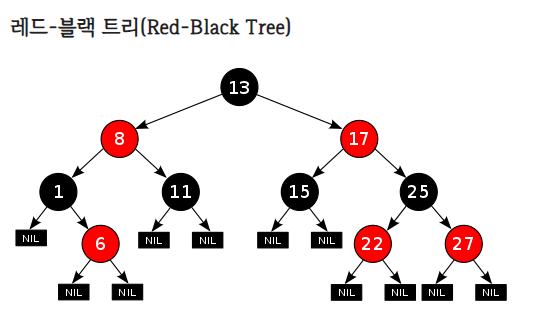 레드-블랙 트리(Red-Black Tree)
13
8 17
1 11 15 25
NIL 6 NIL NIL NIL NIL 22 27
NIL NIL NIL NIL NIL NIL